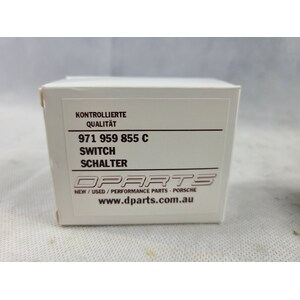 KONTROLLIERTE
QUALITÄT
971 959 855 C
SWITCH
SCHALTER
DPARTS
NEW / USED / PERFORMANCE PARTS - PORSCHE
www.dparts.com.au